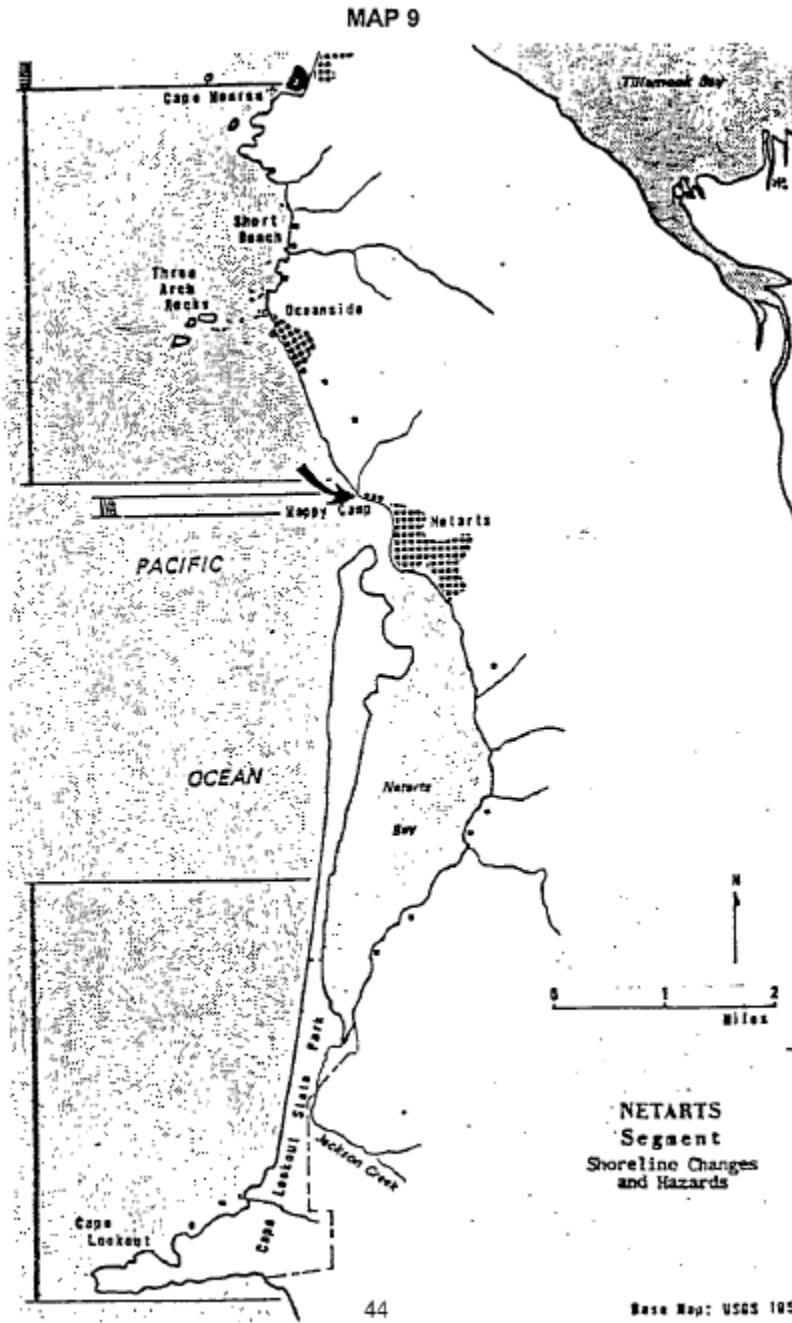 MAP 9
Tillamook Bay
Cape Meares
Short
Beach
Three
Arch
Rocks
Oceanside
Happy Camp
Netarts
PACIFIC
OCEAN
Netarts
Bay
N
0 1 2
Miles
Cape Lookout State Park
Jackson Creek
NETARTS
Segment
Shoreline Changes
and Hazards
Cape
Lookout
44
Base Map: USGS